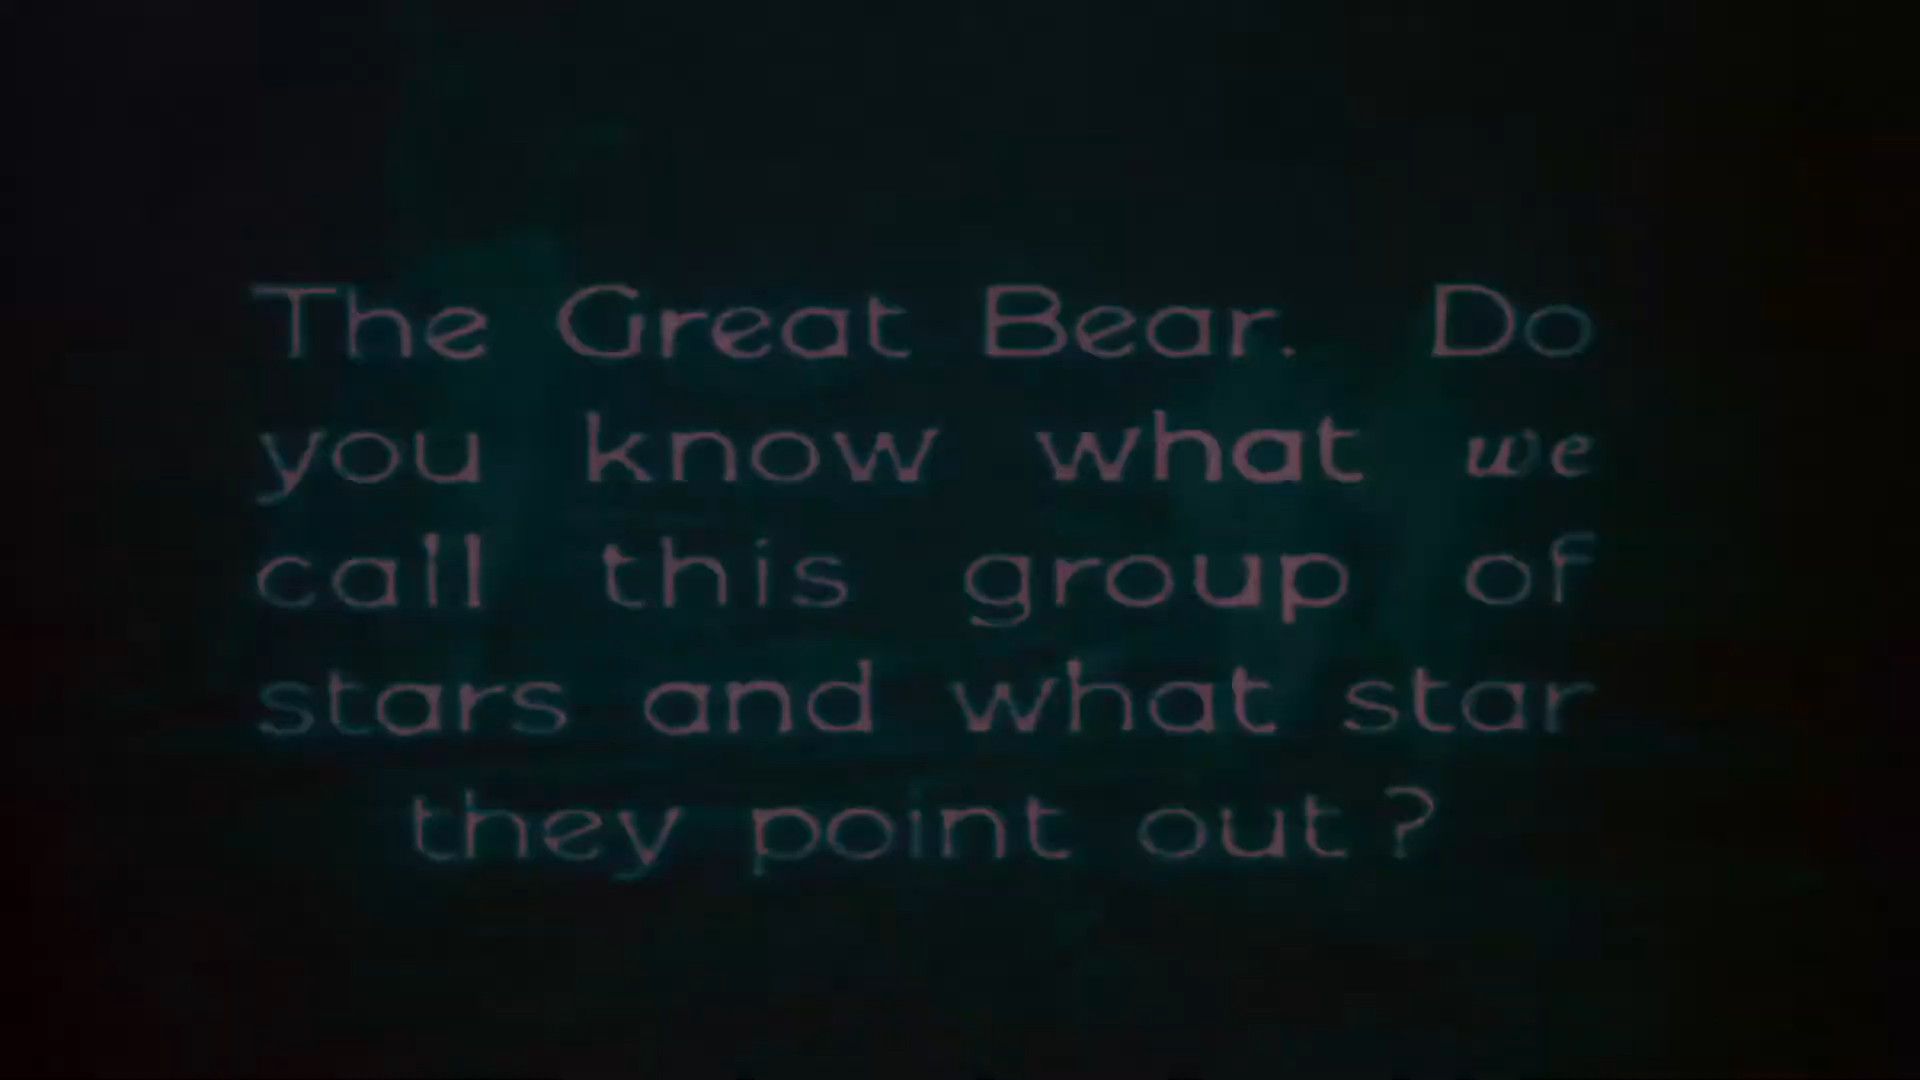 The Great Bear. Do
you know what we
call this group of
stars and what star
they point out?